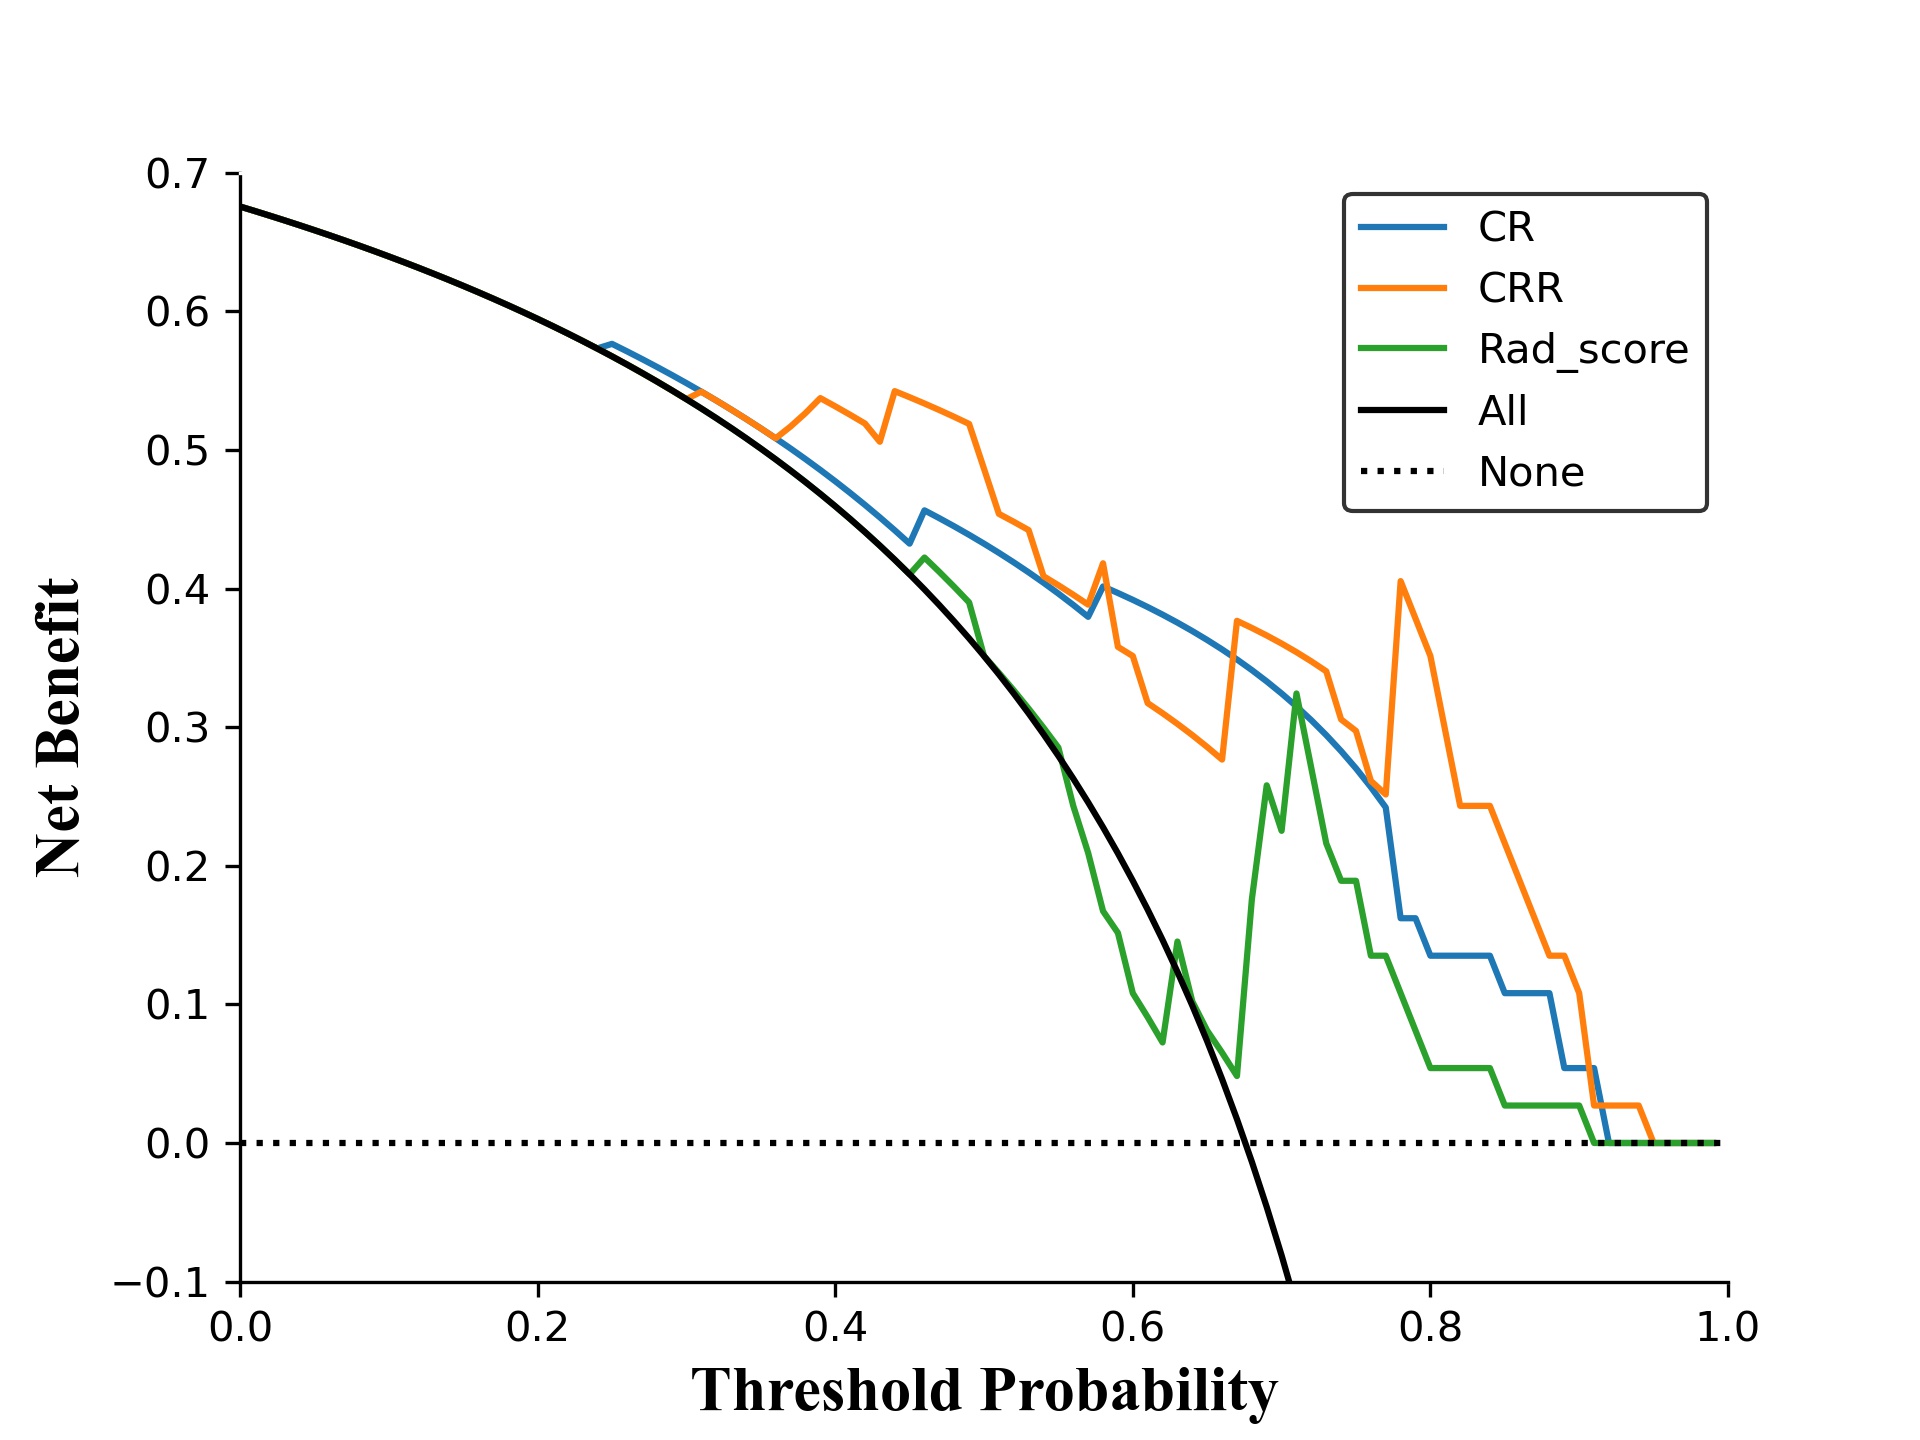 0.7
0.6
0.5
0.4
0.3
0.2
0.1
0.0
−0.1
0.0 0.2 0.4 0.6 0.8 1.0
Net Benefit
Threshold Probability
CR
CRR
Rad_score
All
None